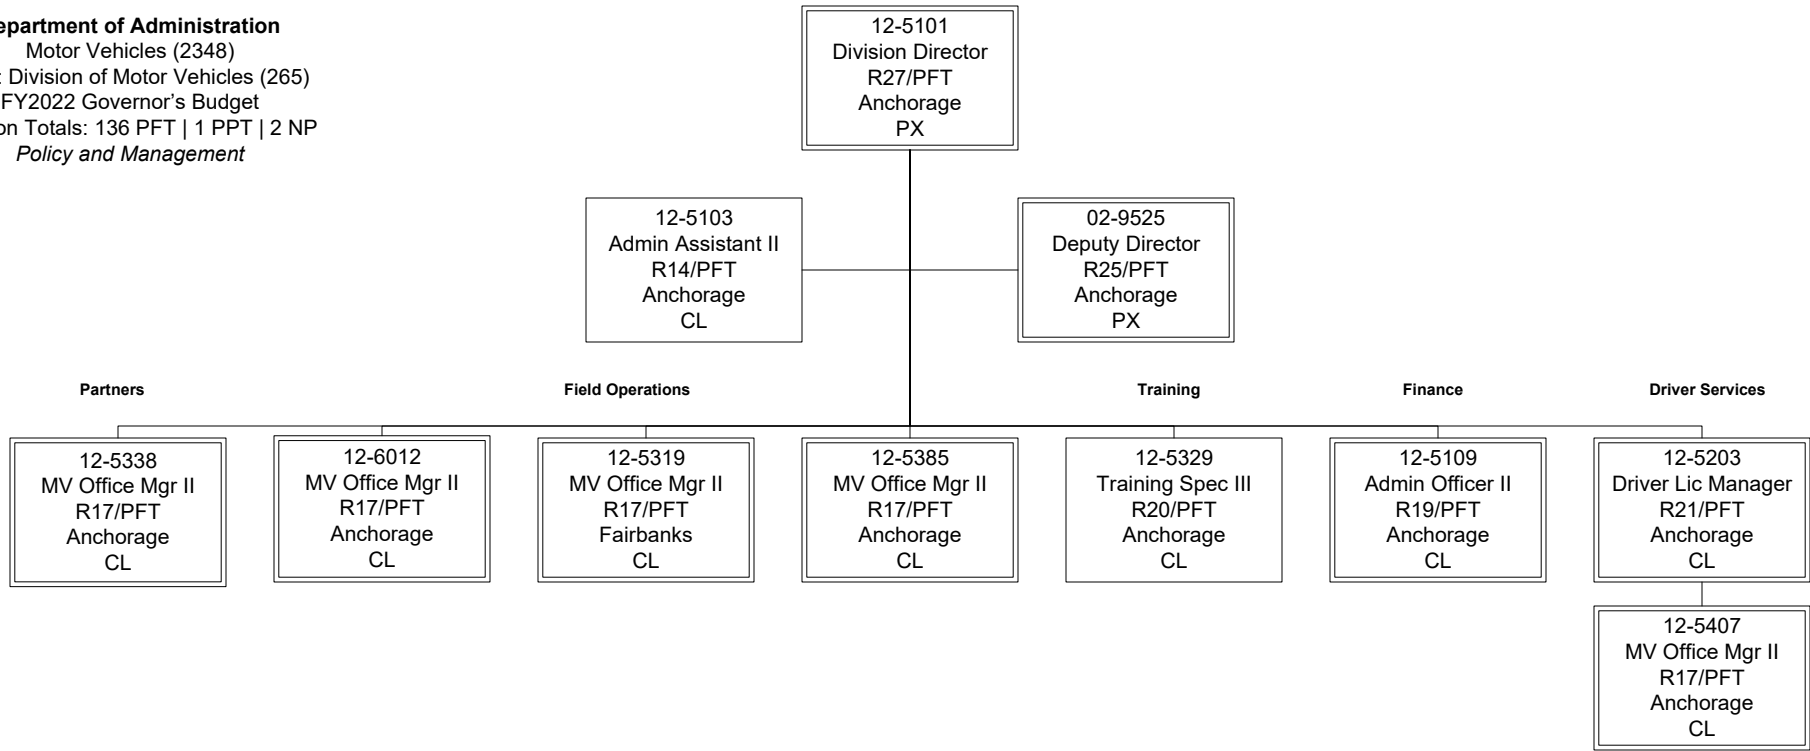 epartment of Administration
Motor Vehicles (2348)
: Division of Motor Vehicles (265)
FY2022 Governor's Budget
on Totals: 136 PFT | 1 PPT | 2 NP
Policy and Management
12-5101
Division Director
R27/PFT
Anchorage
PX
12-5103
Admin Assistant II
R14/PFT
Anchorage
CL
02-9525
Deputy Director
R25/PFT
Anchorage
PX
Partners
Field Operations
Training
Finance
Driver Services
12-5338
MV Office Mgr II
R17/PFT
Anchorage
CL
12-6012
MV Office Mgr II
R17/PFT
Anchorage
CL
12-5319
MV Office Mgr II
R17/PFT
Fairbanks
CL
12-5385
MV Office Mgr II
R17/PFT
Anchorage
CL
12-5329
Training Spec III
R20/PFT
Anchorage
CL
12-5109
Admin Officer II
R19/PFT
Anchorage
CL
12-5203
Driver Lic Manager
R21/PFT
Anchorage
CL
12-5407
MV Office Mgr II
R17/PFT
Anchorage
CL